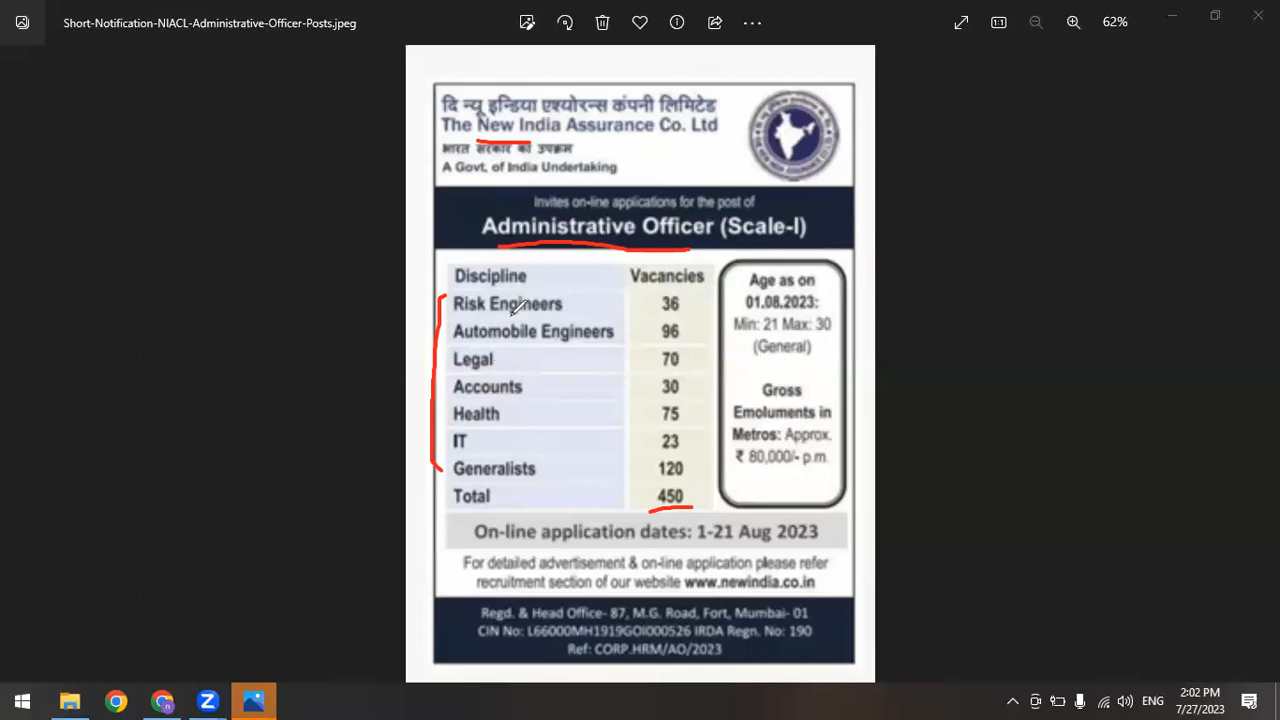 Short-Notification-NIACL-Administrative-Officer-Posts.jpeg
62%
दि न्यू इन्डिया एश्योरन्स कंपनी लिमिटेड
The New India Assurance Co. Ltd
भारत सरकार का उपक्रम
A Govt. of India Undertaking
Invites on-line applications for the post of
Administrative Officer (Scale-I)
Discipline Vacancies
Risk Engineers 36
Automobile Engineers 96
Legal 70
Accounts 30
Health 75
IT 23
Generalists 120
Total 450
Age as on
01.08.2023:
Min: 21 Max: 30
(General)
Gross
Emoluments in
Metros: Approx.
₹ 80,000/- p.m.
On-line application dates: 1-21 Aug 2023
For detailed advertisement & on-line application please refer
recruitment section of our website www.newindia.co.in
Regd. & Head Office- 87, M.G. Road, Fort, Mumbai- 01
CIN No: L66000MH1919GOI000526 IRDA Regn. No: 190
Ref: CORP.HRM/AO/2023
ENG
2:02 PM
7/27/2023